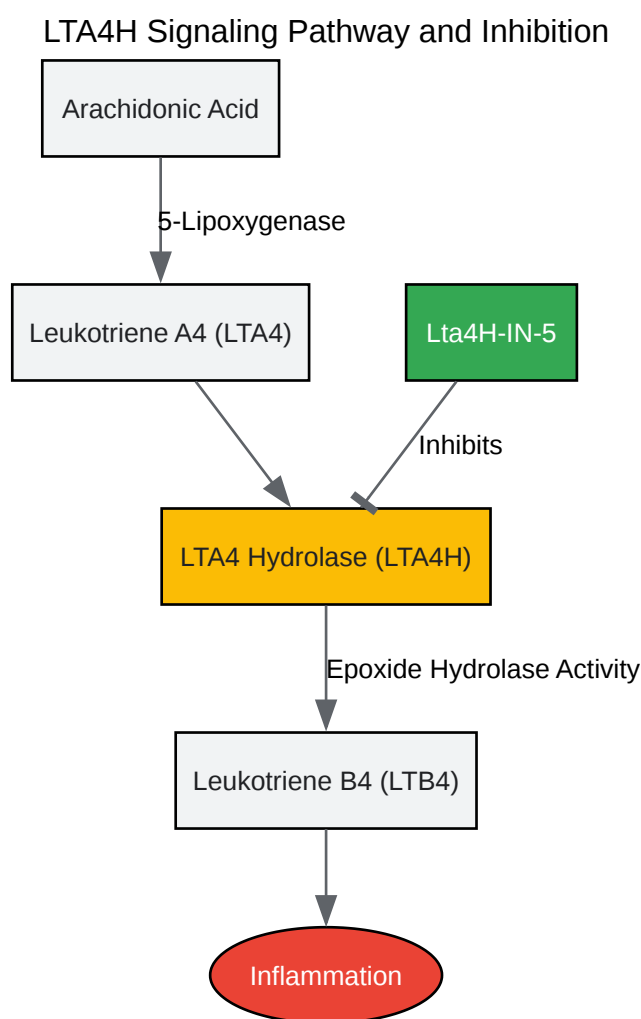 LTA4H Signaling Pathway and Inhibition
Arachidonic Acid
5-Lipoxygenase
Leukotriene A4 (LTA4)
Lta4H-IN-5
Inhibits
LTA4 Hydrolase (LTA4H)
Epoxide Hydrolase Activity
Leukotriene B4 (LTB4)
Inflammation